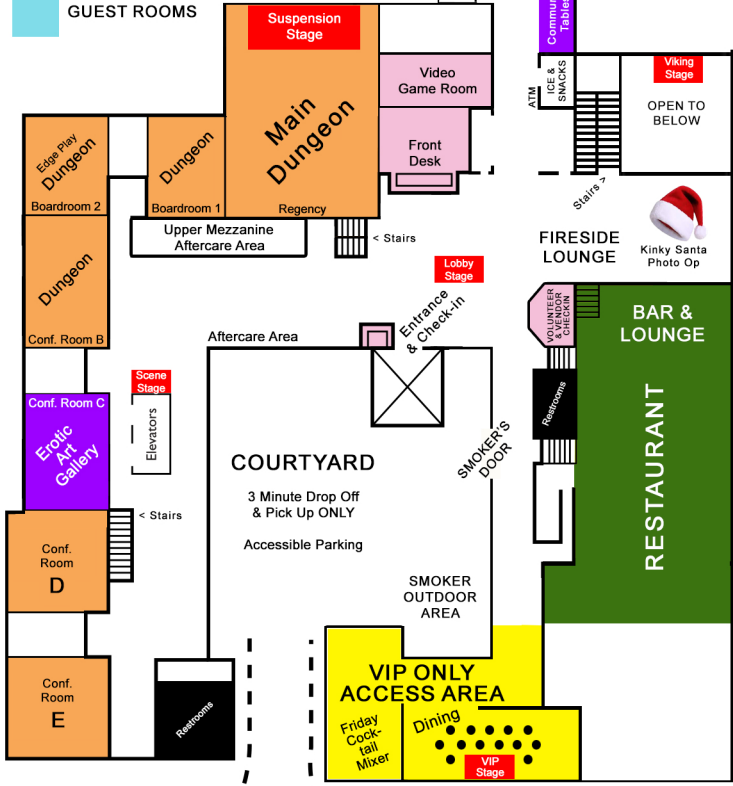 GUEST ROOMS
Suspension
Stage
Main
Dungeon
Regency
Video
Game Room
Front
Desk
Commun
Tables
ATM
ICE &
SNACKS
Viking
Stage
OPEN TO
BELOW
Stairs >
Edge Play
Dungeon
Boardroom 2
Dungeon
Boardroom 1
Upper Mezzanine
Aftercare Area
< Stairs
FIRESIDE
LOUNGE
Kinky Santa
Photo Op
Lobby
Stage
Entrance
& Check-in
Dungeon
Conf. Room B
Aftercare Area
VOLUNTEER
& VENDOR
CHECKIN
BAR &
LOUNGE
Scene
Stage
Elevators
Conf. Room C
Erotic
Art
Gallery
Restrooms
RESTAURANT
COURTYARD
3 Minute Drop Off
& Pick Up ONLY
Accessible Parking
SMOKER'S
DOOR
< Stairs
Conf.
Room
D
SMOKER
OUTDOOR
AREA
Conf.
Room
E
Restrooms
VIP ONLY
ACCESS AREA
Friday
Cock-
tail
Mixer
Dining
VIP
Stage